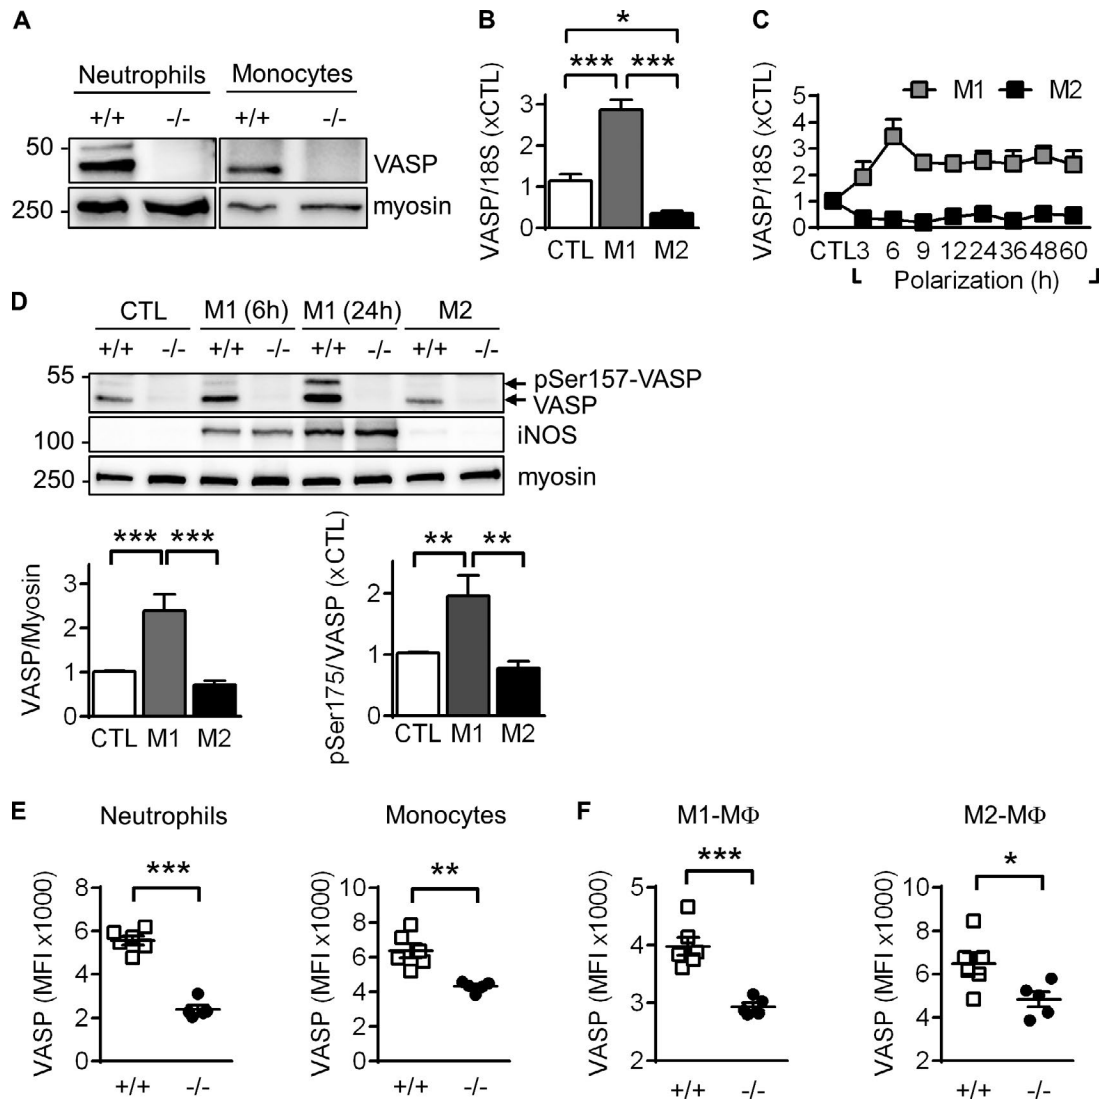 A
Neutrophils Monocytes
+/+ -/- +/+ -/-
50
VASP
250
myosin
B
*
*** ***
VASP/18S (xCTL)
3
2
1
0
CTL M1 M2
C
M1 M2
VASP/18S (xCTL)
5
4
3
2
1
0
CTL 3 6 9 12 24 36 48 60
Polarization (h)
D
CTL M1 (6h) M1 (24h) M2
+/+ -/- +/+ -/- +/+ -/- +/+ -/-
55
pSer157-VASP
VASP
100
iNOS
250
myosin
*** ***
VASP/Myosin
3
2
1
0
CTL M1 M2
** **
pSer175/VASP (xCTL)
2
1
0
CTL M1 M2
E
Neutrophils
***
VASP (MFI x1000)
8
6
4
2
0
+/+ -/-
Monocytes
**
VASP (MFI x1000)
10
8
6
4
2
0
+/+ -/-
F
M1-MΦ
***
VASP (MFI x1000)
5
4
3
2
+/+ -/-
M2-MΦ
*
VASP (MFI x1000)
10
8
6
4
2
+/+ -/-